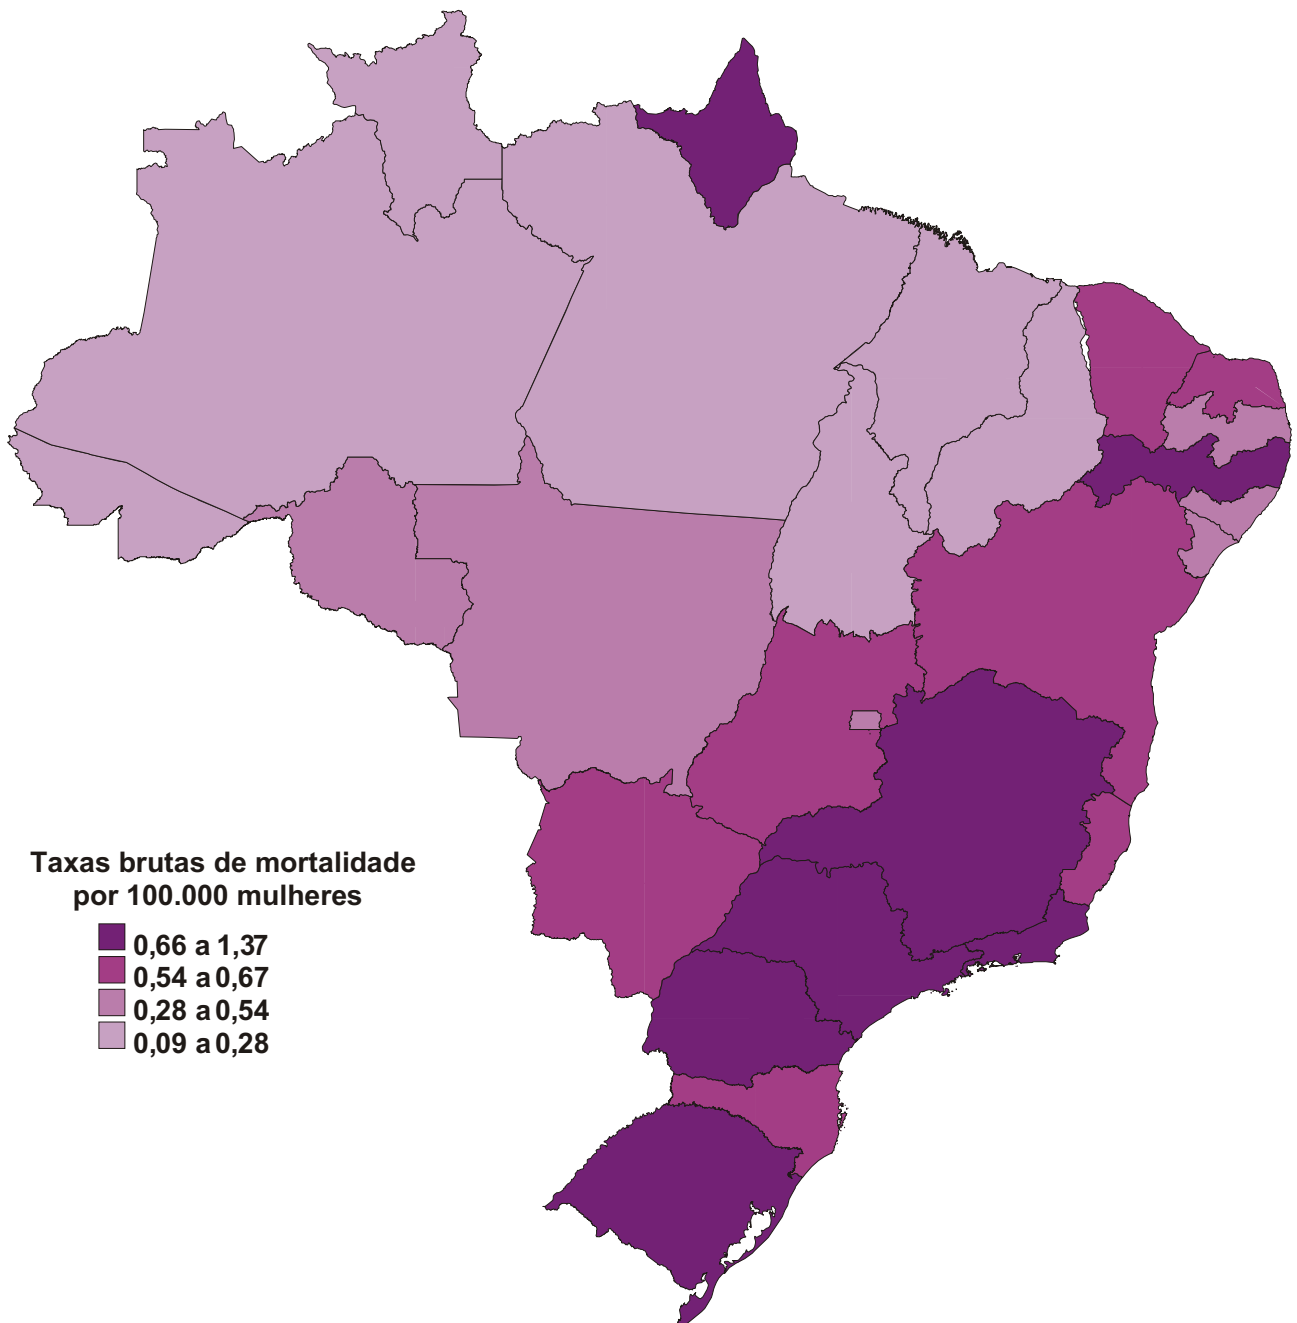 Taxas brutas de mortalidade
por 100.000 mulheres
0,66 a 1,37
0,54 a 0,67
0,28 a 0,54
0,09 a 0,28